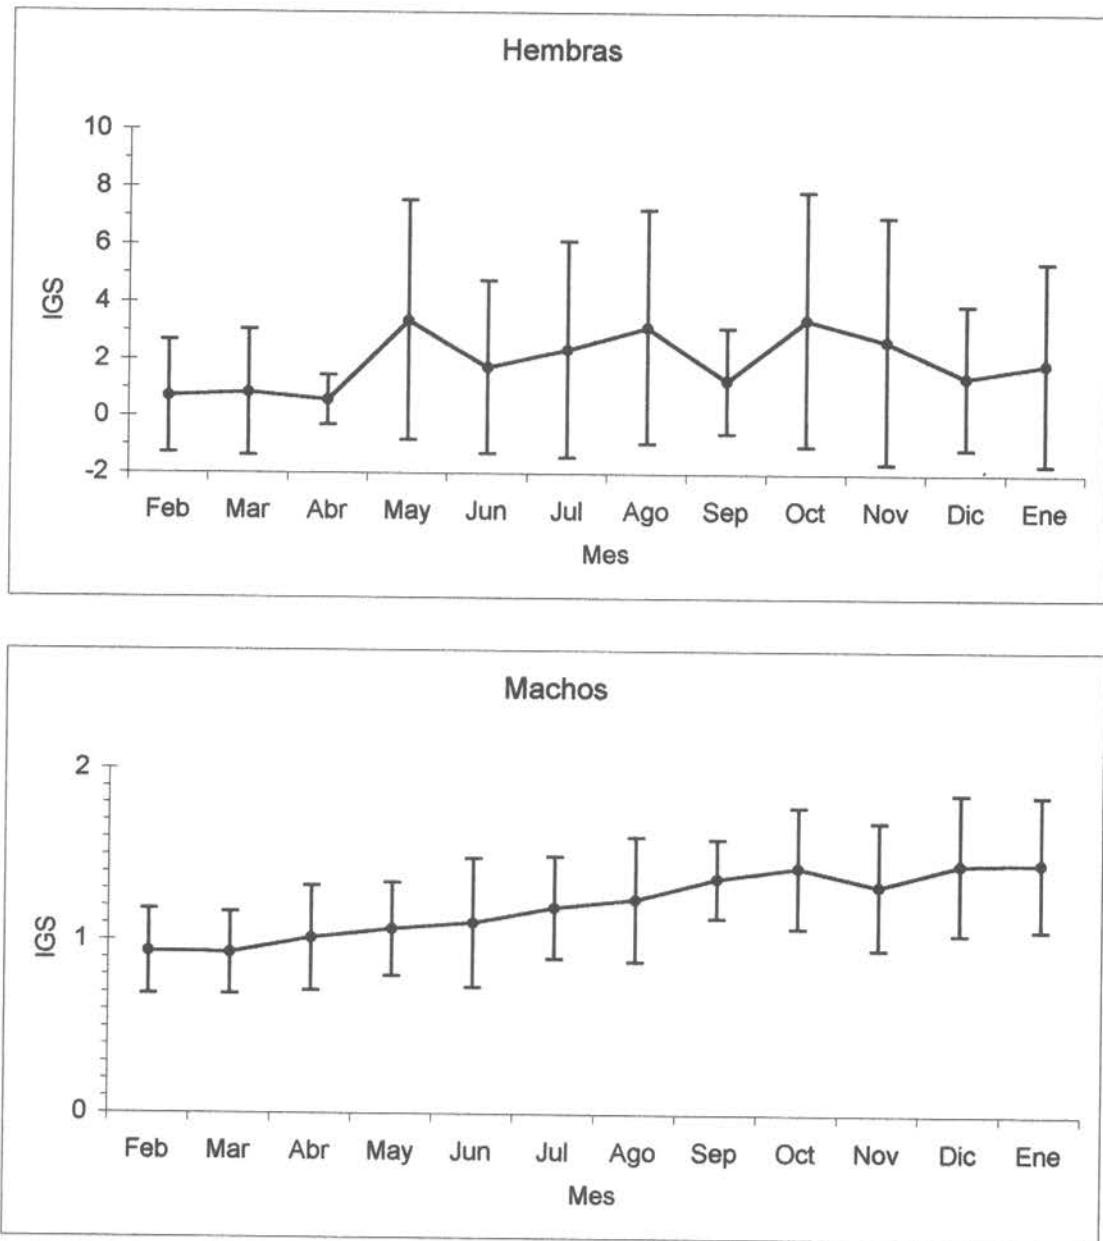 Hembras
10
8
6
4
2
0
-2
IGS
Feb Mar Abr May Jun Jul Ago Sep Oct Nov Dic Ene
Mes
Machos
2
1
0
IGS
Feb Mar Abr May Jun Jul Ago Sep Oct Nov Dic Ene
Mes